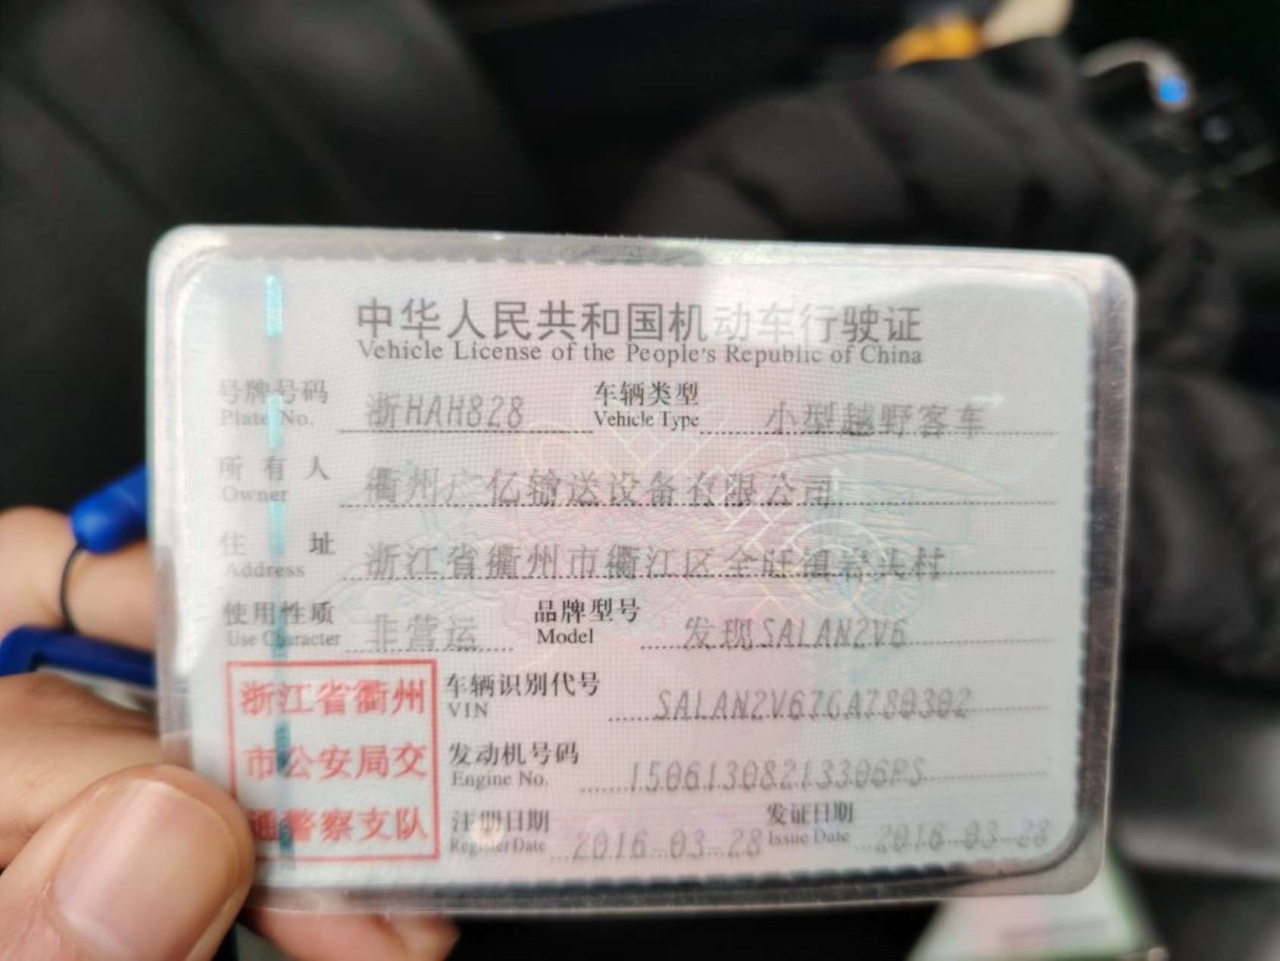 中华人民共和国机动车行驶证
Vehicle License of the People's Republic of China
号牌号码 浙HAH828 车辆类型 小型越野客车
Plate No. Vehicle Type
所有人 衢州广亿输送设备有限公司
Owner
住址 浙江省衢州市衢江区全旺镇岩头村
Address
使用性质 非营运 品牌型号 发现SALAN2V6
Use Character Model
浙江省衢州
市公安局交
通警察支队
车辆识别代号 SALAN2V67GA780302
VIN
发动机号码 15061308213306PS
Engine No.
注册日期 2016-03-28 发证日期 2016-03-28
Register Date Issue Date